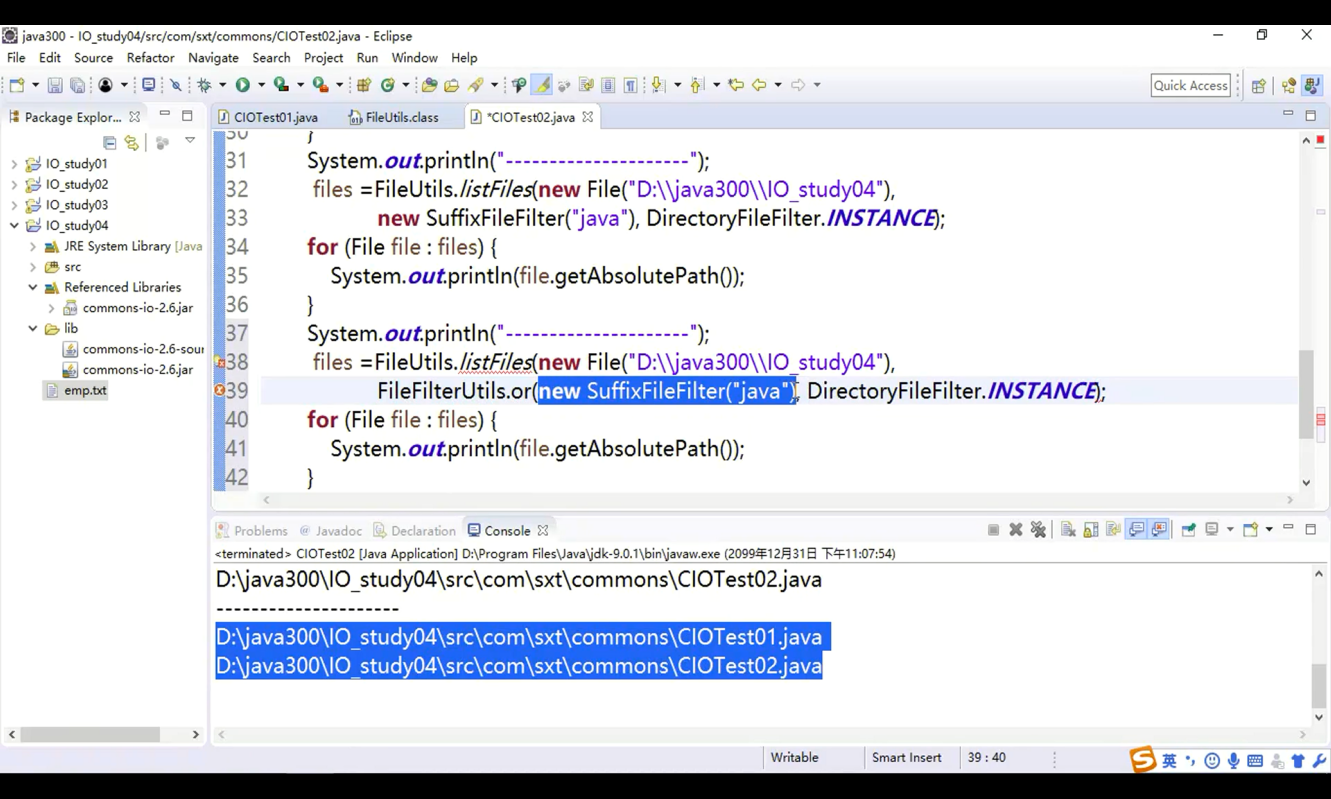 java300 - IO_study04/src/com/sxt/commons/CIOTest02.java - Eclipse
File Edit Source Refactor Navigate Search Project Run Window Help
Quick Access
Package Explor...
CIOTest01.java FileUtils.class *CIOTest02.java
IO_study01
IO_study02
IO_study03
IO_study04
JRE System Library [Java
src
Referenced Libraries
commons-io-2.6.jar
lib
commons-io-2.6-sour
commons-io-2.6.jar
emp.txt
30 }
31 System.out.println("---------------------");
32 files =FileUtils.listFiles(new File("D:\\java300\\IO_study04"),
33 new SuffixFileFilter("java"), DirectoryFileFilter.INSTANCE);
34 for (File file : files) {
35 System.out.println(file.getAbsolutePath());
36 }
37 System.out.println("---------------------");
38 files =FileUtils.listFiles(new File("D:\\java300\\IO_study04"),
39 FileFilterUtils.or(new SuffixFileFilter("java"), DirectoryFileFilter.INSTANCE);
40 for (File file : files) {
41 System.out.println(file.getAbsolutePath());
42 }
Problems @ Javadoc Declaration Console
<terminated> CIOTest02 [Java Application] D:\Program Files\Java\jdk-9.0.1\bin\javaw.exe (2099年12月31日 下午11:07:54)
D:\java300\IO_study04\src\com\sxt\commons\CIOTest02.java
---------------------
D:\java300\IO_study04\src\com\sxt\commons\CIOTest01.java
D:\java300\IO_study04\src\com\sxt\commons\CIOTest02.java
Writable Smart Insert 39 : 40
S 英